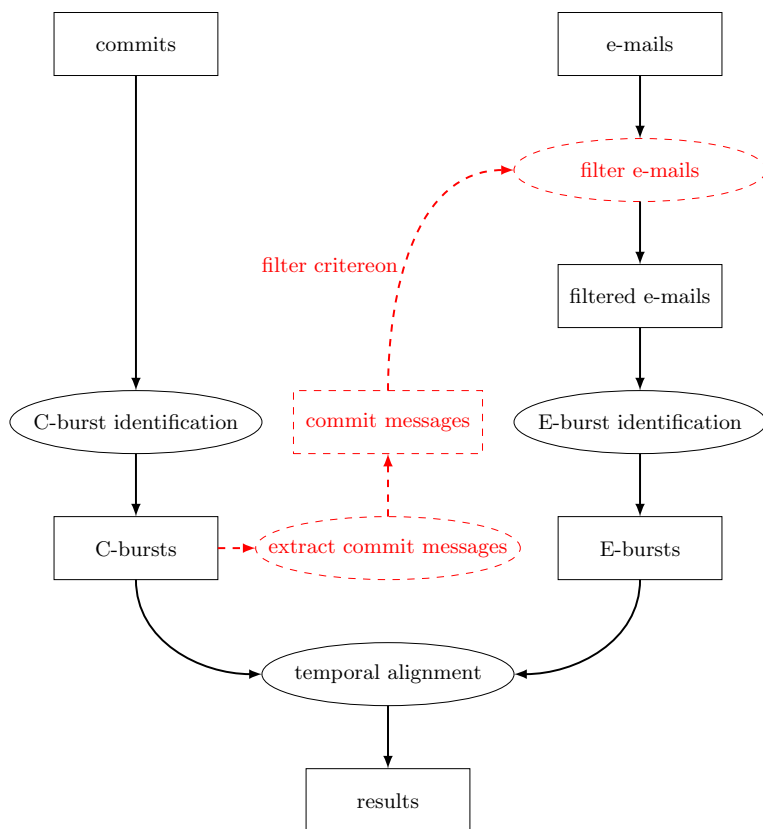 commits
e-mails
filter e-mails
filter critereon
filtered e-mails
C-burst identification
commit messages
E-burst identification
C-bursts
extract commit messages
E-bursts
temporal alignment
results